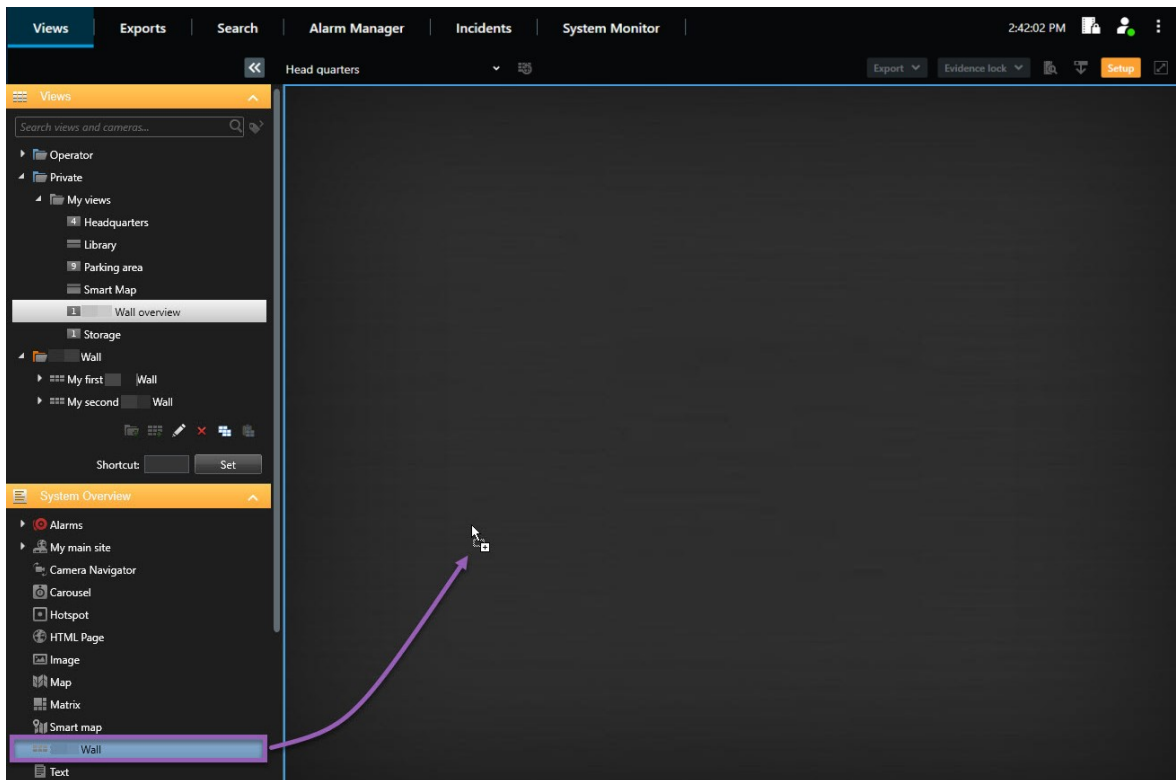 Views Exports Search Alarm Manager Incidents System Monitor 2:42:02 PM
Head quarters Export Evidence lock Setup
Views
Search views and cameras...
Operator
Private
My views
4 Headquarters
Library
9 Parking area
Smart Map
1 Wall overview
1 Storage
Wall
My first Wall
My second Wall
Shortcut: Set
System Overview
Alarms
My main site
Camera Navigator
Carousel
Hotspot
HTML Page
Image
Map
Matrix
Smart map
Wall
Text